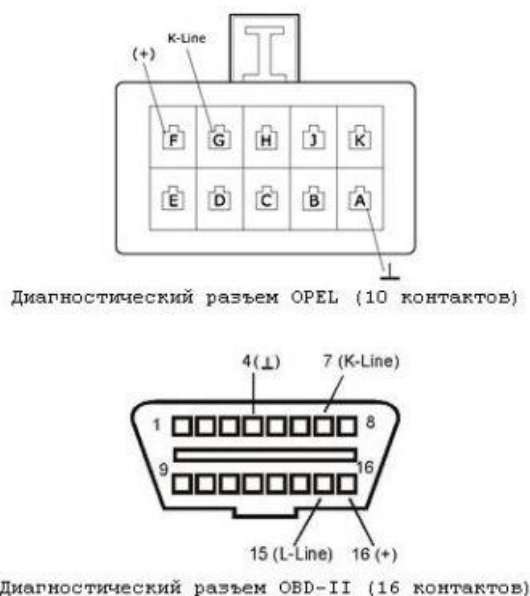 K-Line
(+)
F G H J K
E D C B A
Диагностический разъем OPEL (10 контактов)
4(⊥) 7 (K-Line)
1 8
9 16
15 (L-Line) 16 (+)
Диагностический разъем OBD-II (16 контактов)